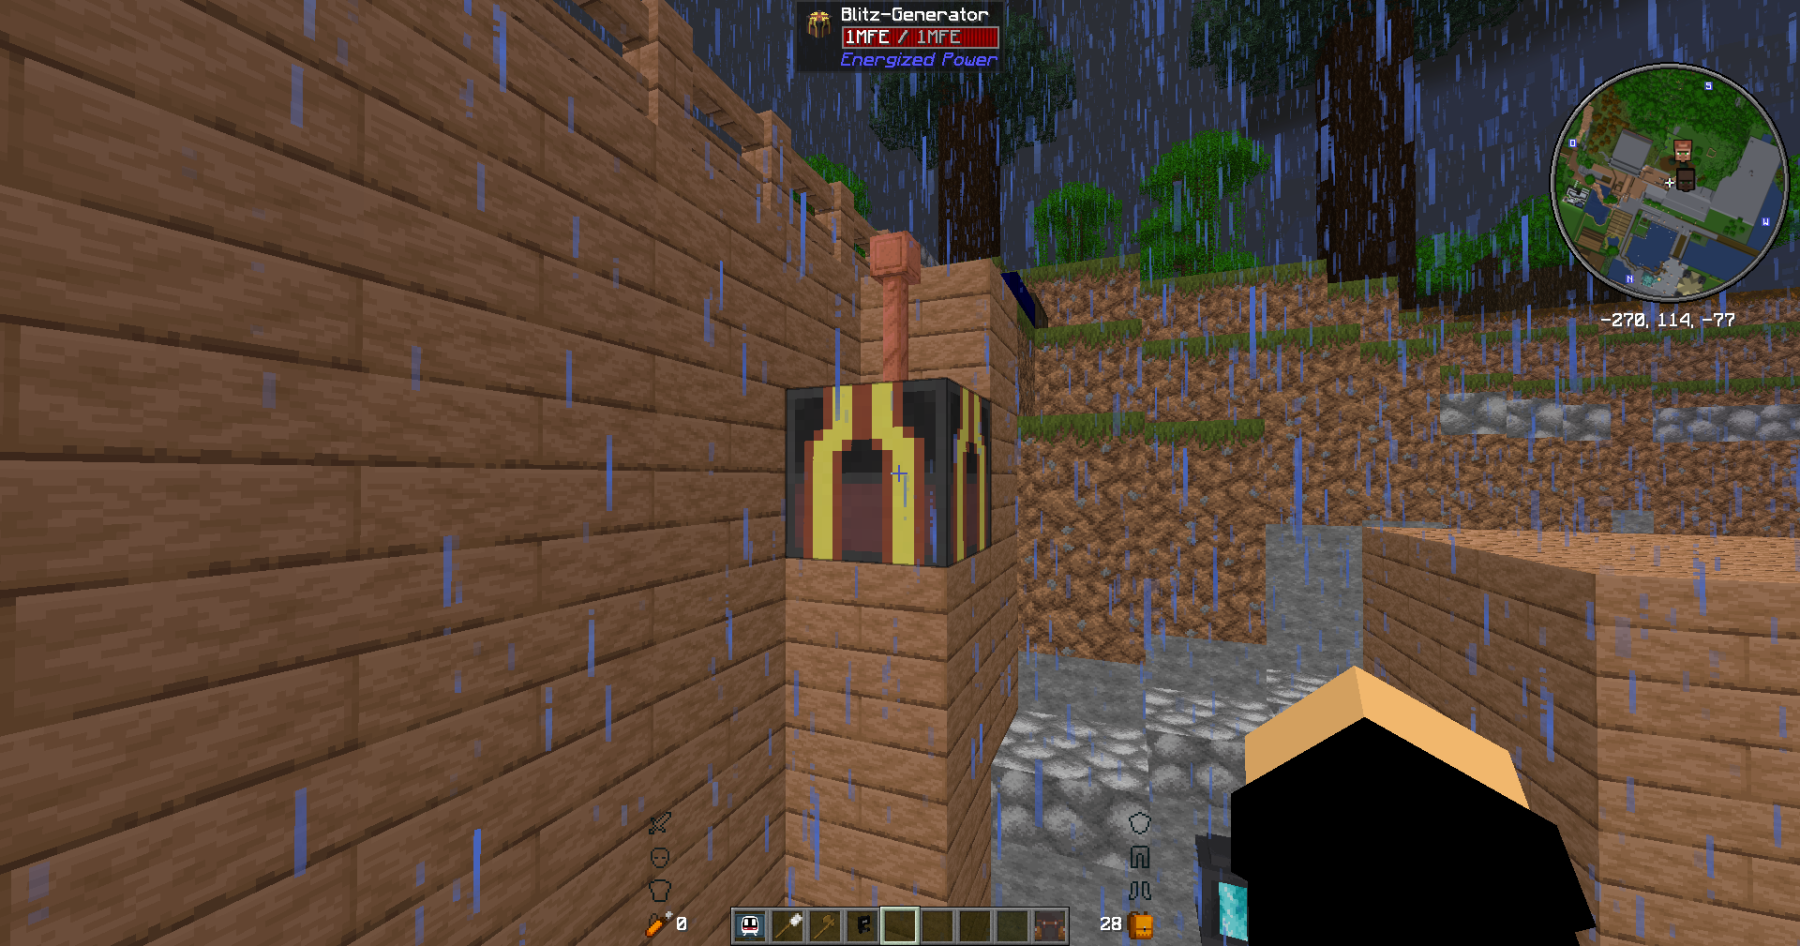 Blitz-Generator
1MFE / 1MFE
Energized Power
S
O
W
N
-270, 114, -77
0
28